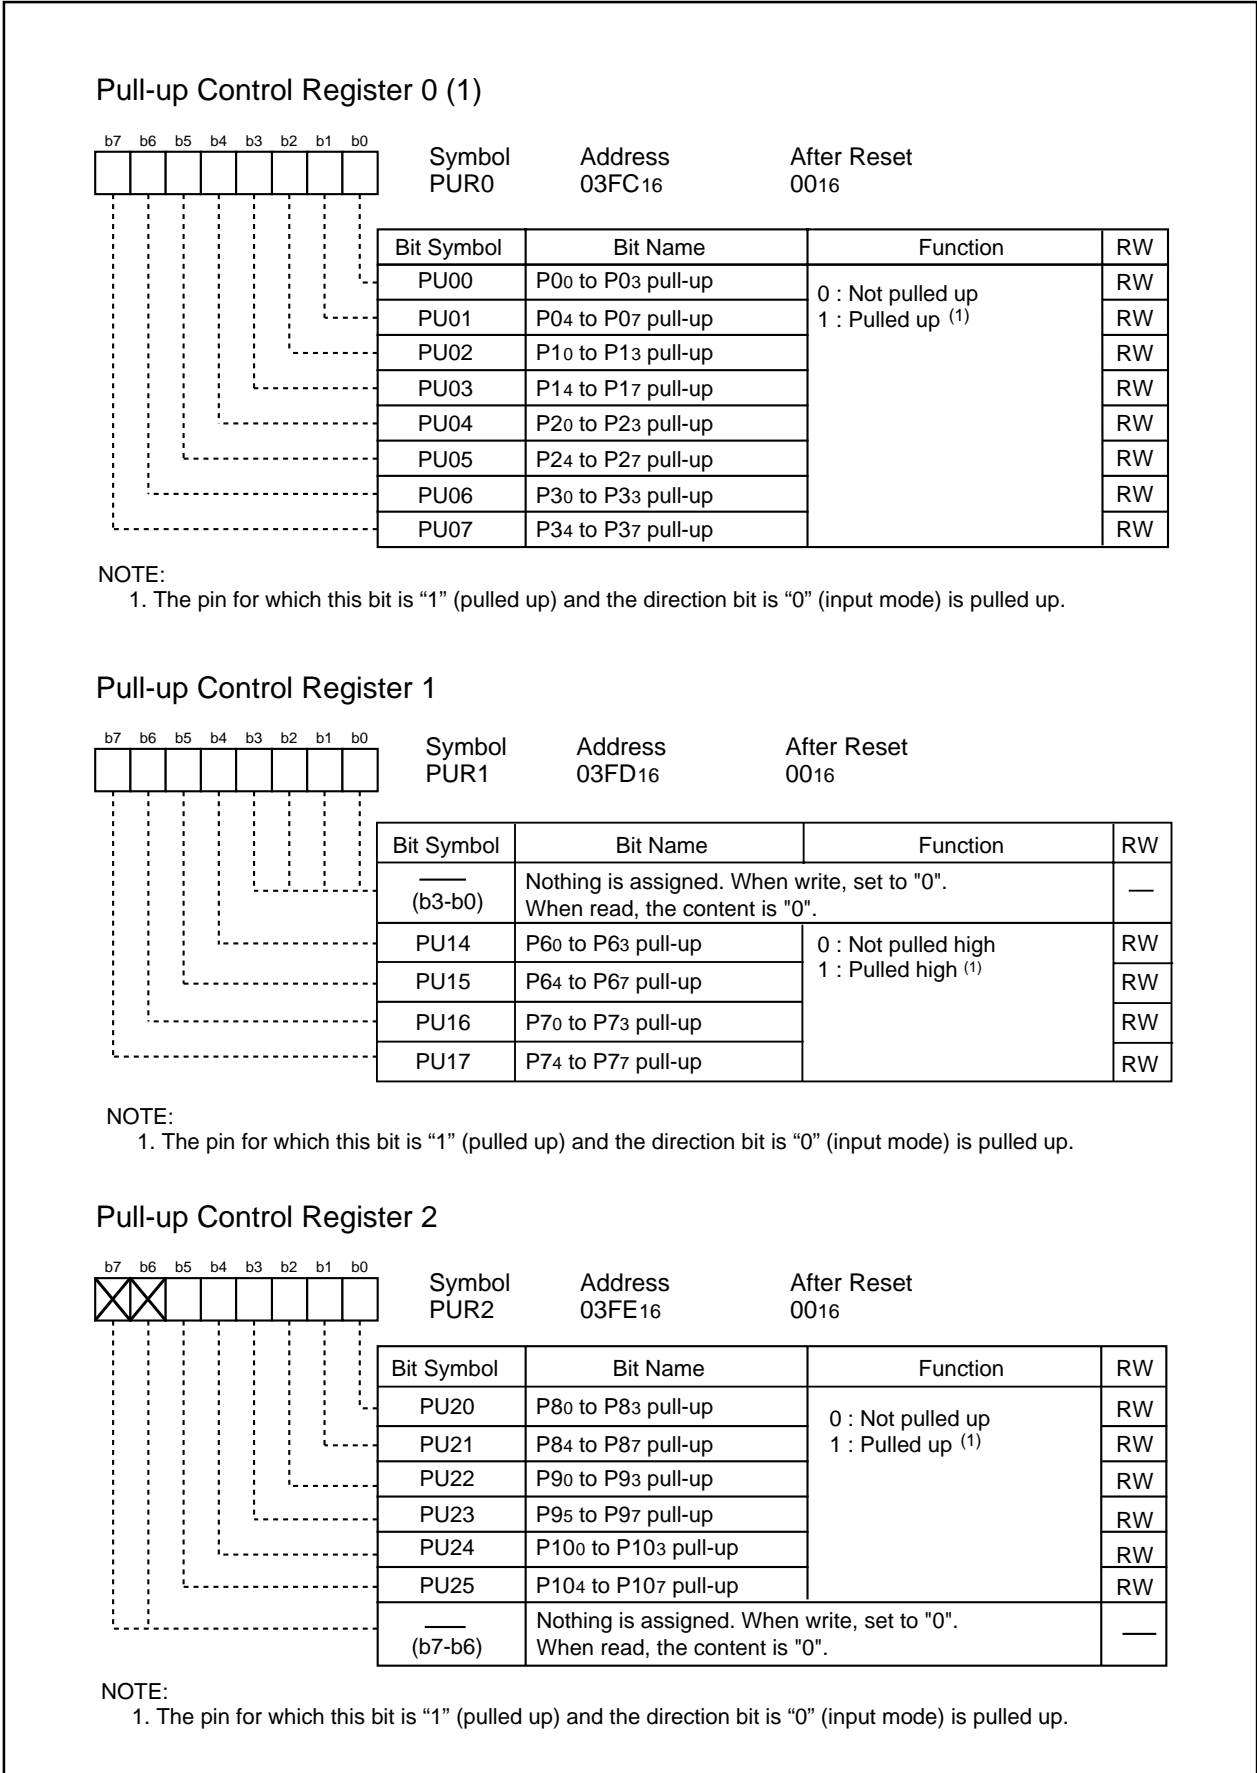 Pull-up Control Register 0 (1)
b7 b6 b5 b4 b3 b2 b1 b0
Symbol Address After Reset
PUR0 03FC16 0016
Bit Symbol Bit Name Function RW
PU00 P00 to P03 pull-up 0 : Not pulled up RW
PU01 P04 to P07 pull-up 1 : Pulled up (1) RW
PU02 P10 to P13 pull-up RW
PU03 P14 to P17 pull-up RW
PU04 P20 to P23 pull-up RW
PU05 P24 to P27 pull-up RW
PU06 P30 to P33 pull-up RW
PU07 P34 to P37 pull-up RW
NOTE:
1. The pin for which this bit is “1” (pulled up) and the direction bit is “0” (input mode) is pulled up.
Pull-up Control Register 1
b7 b6 b5 b4 b3 b2 b1 b0
Symbol Address After Reset
PUR1 03FD16 0016
Bit Symbol Bit Name Function RW
Nothing is assigned. When write, set to "0".
(b3-b0) When read, the content is "0". —
PU14 P60 to P63 pull-up 0 : Not pulled high RW
PU15 P64 to P67 pull-up 1 : Pulled high (1) RW
PU16 P70 to P73 pull-up RW
PU17 P74 to P77 pull-up RW
NOTE:
1. The pin for which this bit is “1” (pulled up) and the direction bit is “0” (input mode) is pulled up.
Pull-up Control Register 2
b7 b6 b5 b4 b3 b2 b1 b0
Symbol Address After Reset
PUR2 03FE16 0016
Bit Symbol Bit Name Function RW
PU20 P80 to P83 pull-up 0 : Not pulled up RW
PU21 P84 to P87 pull-up 1 : Pulled up (1) RW
PU22 P90 to P93 pull-up RW
PU23 P95 to P97 pull-up RW
PU24 P100 to P103 pull-up RW
PU25 P104 to P107 pull-up RW
Nothing is assigned. When write, set to "0".
(b7-b6) When read, the content is "0". —
NOTE:
1. The pin for which this bit is “1” (pulled up) and the direction bit is “0” (input mode) is pulled up.